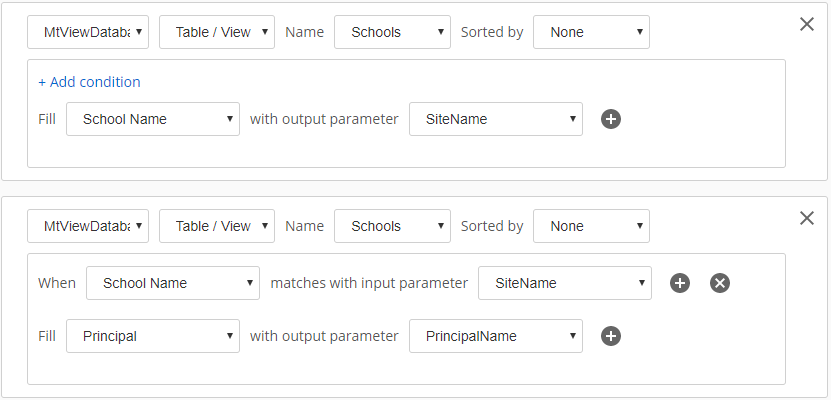 MtViewDataba Table / View Name Schools Sorted by None
+ Add condition
Fill School Name with output parameter SiteName
MtViewDataba Table / View Name Schools Sorted by None
When School Name matches with input parameter SiteName
Fill Principal with output parameter PrincipalName